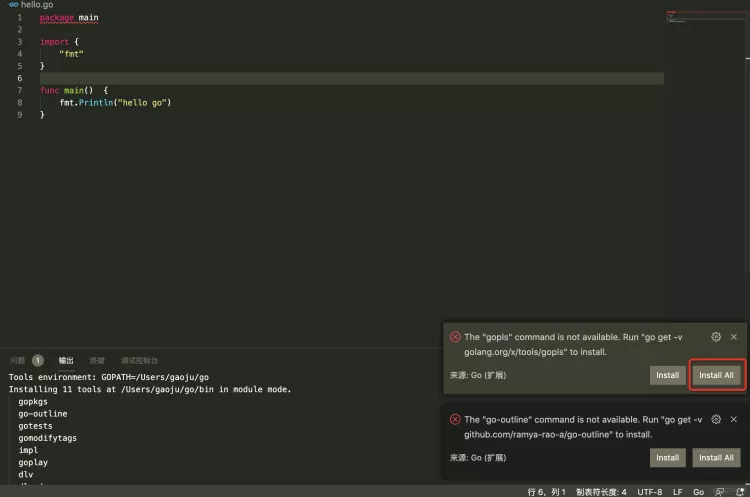 hello.go
1 package main
2
3 import {
4 "fmt"
5 }
6
7 func main() {
8 fmt.Println("hello go")
9 }
问题 1 输出 终端 调试控制台
Tools environment: GOPATH=/Users/gaoju/go
Installing 11 tools at /Users/gaoju/go/bin in module mode.
gopkgs
go-outline
gotests
gomodifytags
impl
goplay
dlv
The "gopls" command is not available. Run "go get -v
golang.org/x/tools/gopls" to install.
来源: Go (扩展)
Install
Install All
The "go-outline" command is not available. Run "go get -v
github.com/ramya-rao-a/go-outline" to install.
来源: Go (扩展)
Install
Install All
行 6，列 1 制表符长度: 4 UTF-8 LF Go